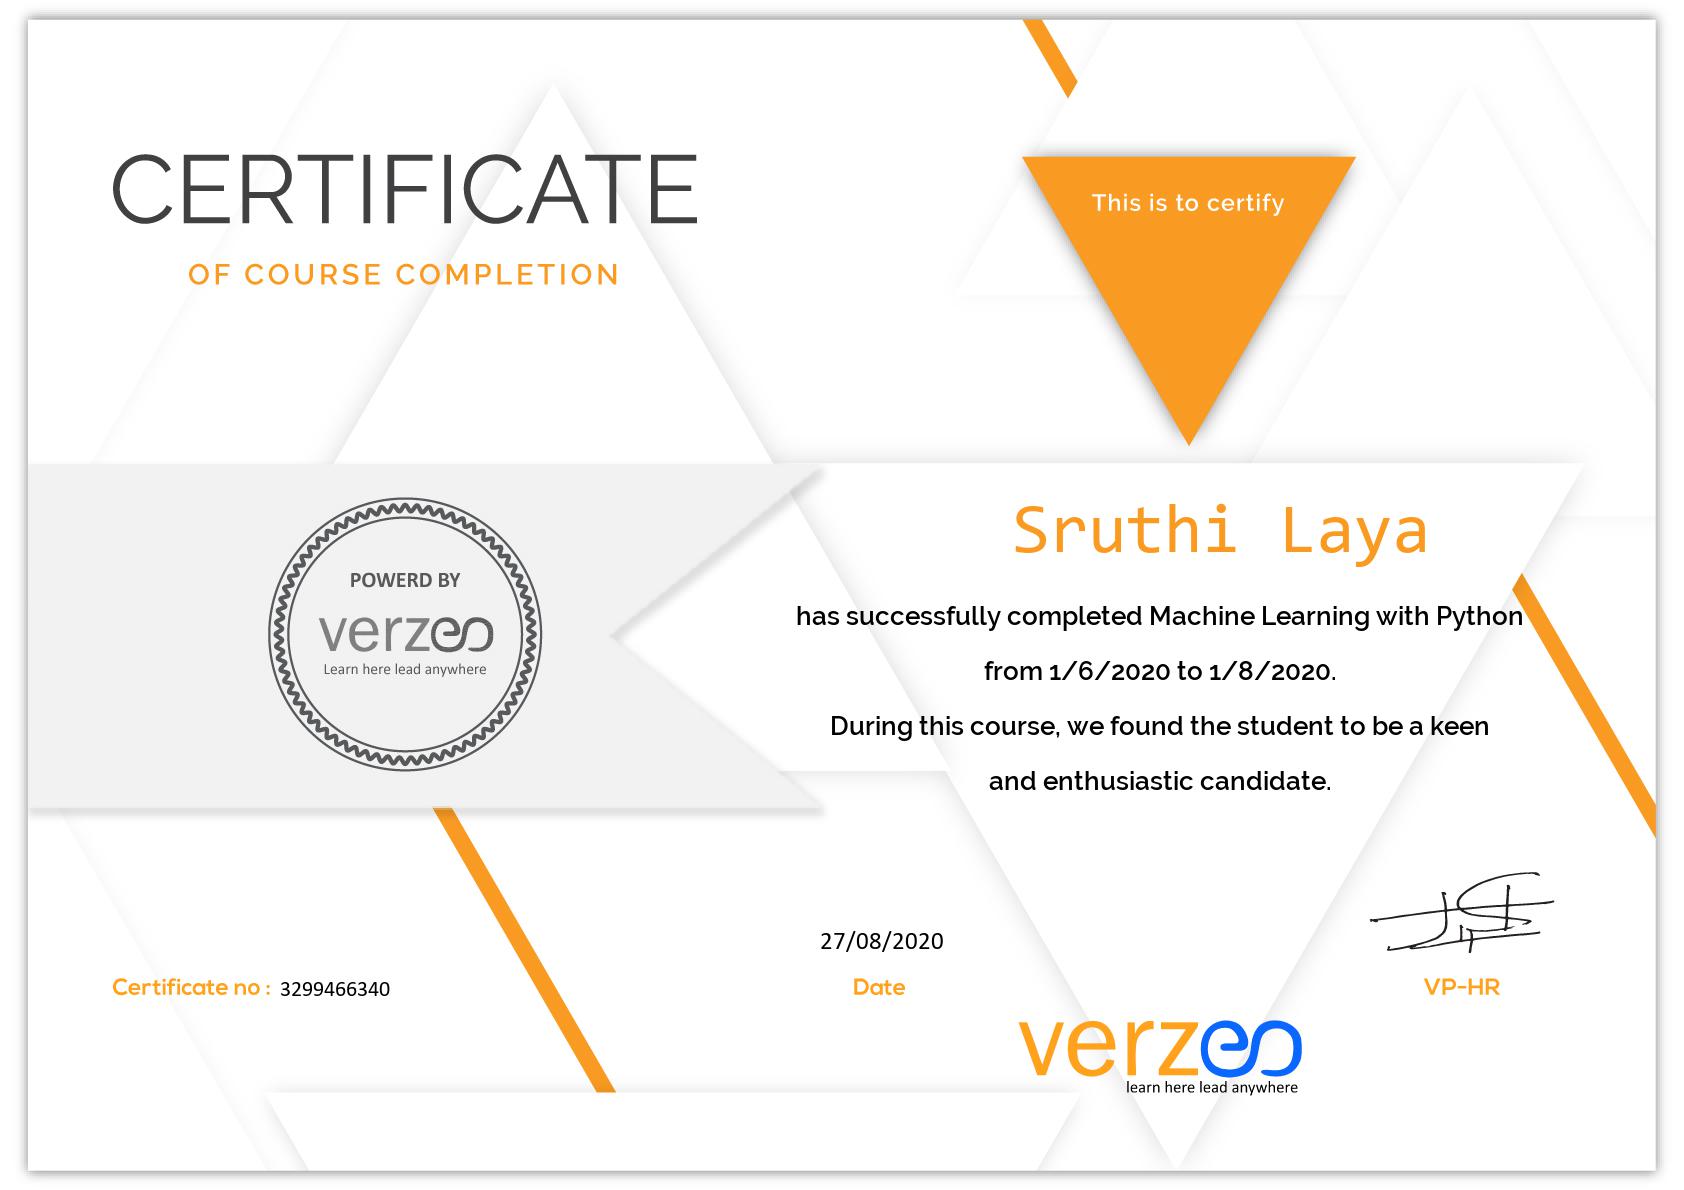 CERTIFICATE
OF COURSE COMPLETION
This is to certify
POWERD BY
verzeo
Learn here lead anywhere
Sruthi Laya
has successfully completed Machine Learning with Python
from 1/6/2020 to 1/8/2020.
During this course, we found the student to be a keen
and enthusiastic candidate.
27/08/2020
Certificate no : 3299466340
Date
VP-HR
verzeo
learn here lead anywhere